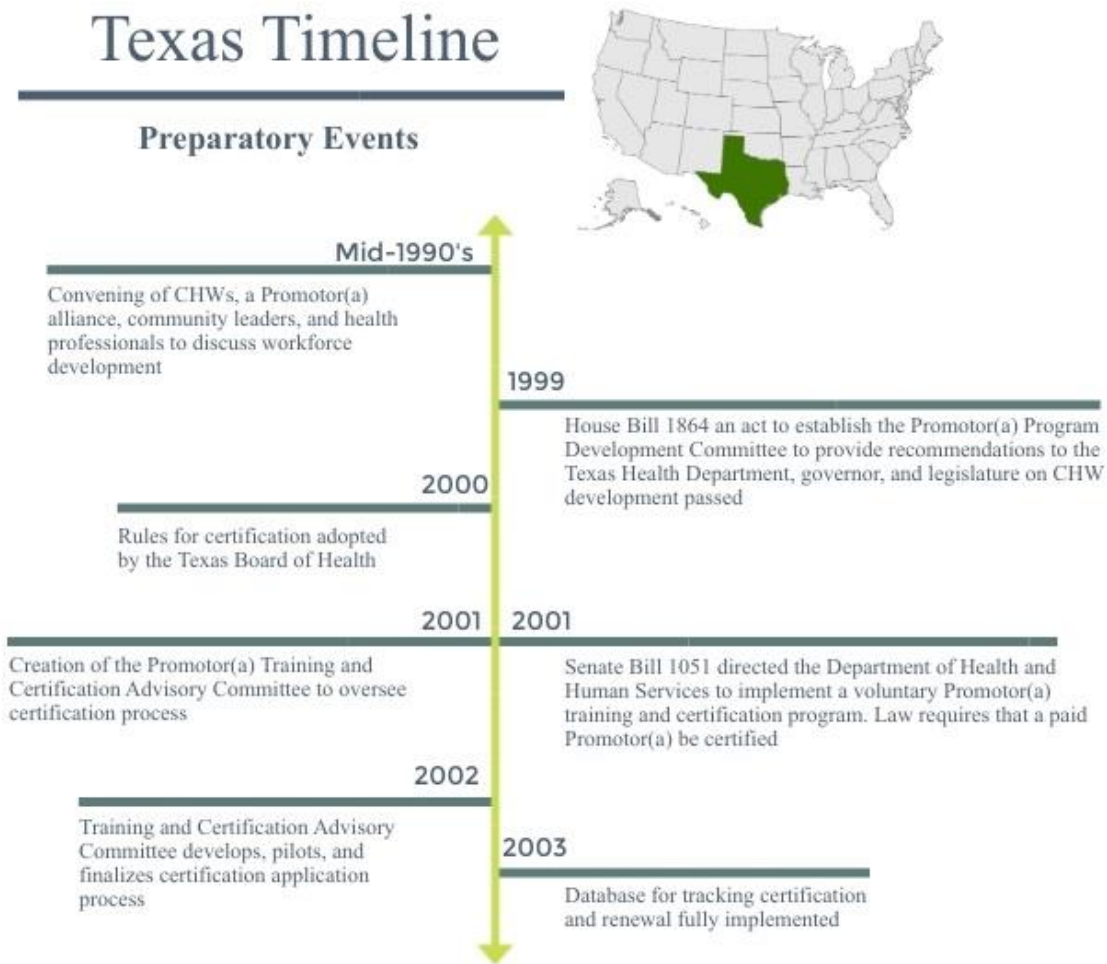 Texas Timeline
Preparatory Events
Mid-1990's
Convening of CHWs, a Promotor(a)
alliance, community leaders, and health
professionals to discuss workforce
development
1999
House Bill 1864 an act to establish the Promotor(a) Program
Development Committee to provide recommendations to the
Texas Health Department, governor, and legislature on CHW
development passed
2000
Rules for certification adopted
by the Texas Board of Health
2001
Creation of the Promotor(a) Training and
Certification Advisory Committee to oversee
certification process
2001
Senate Bill 1051 directed the Department of Health and
Human Services to implement a voluntary Promotor(a)
training and certification program. Law requires that a paid
Promotor(a) be certified
2002
Training and Certification Advisory
Committee develops, pilots, and
finalizes certification application
process
2003
Database for tracking certification
and renewal fully implemented